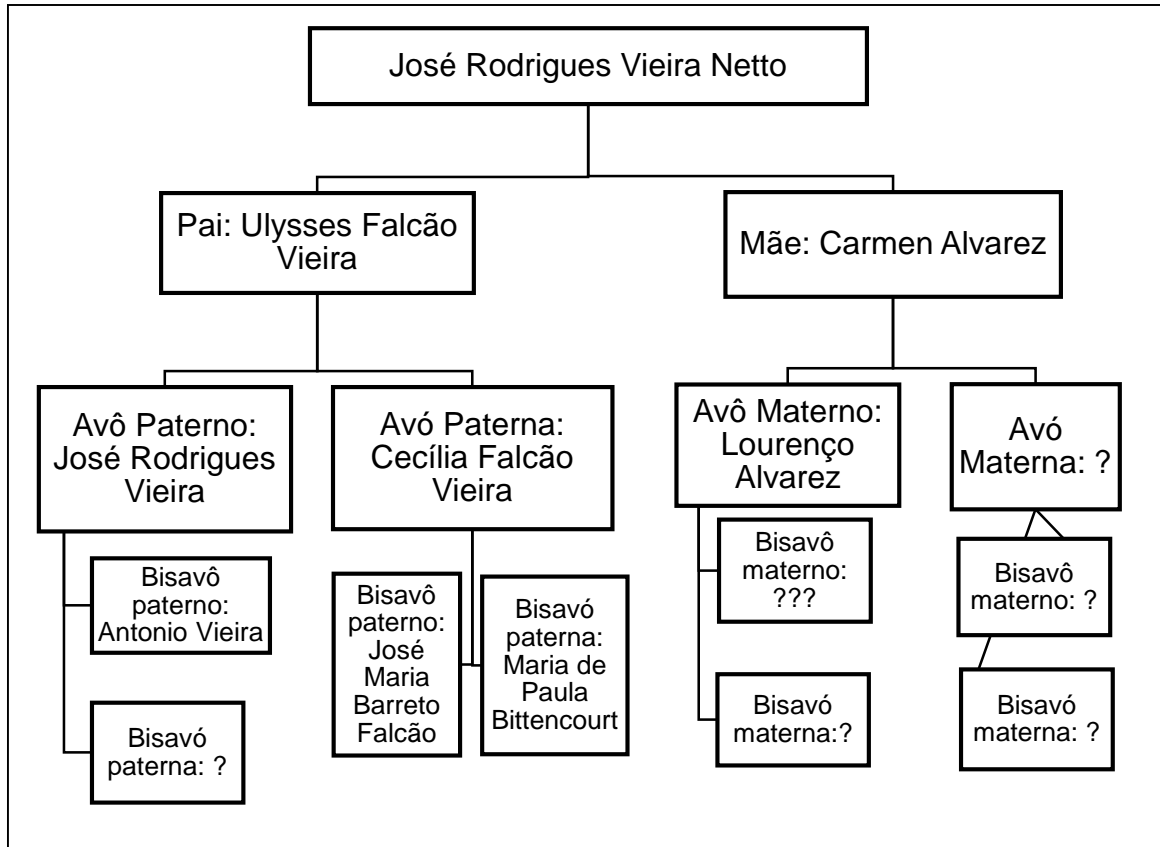 José Rodrigues Vieira Netto
Pai: Ulysses Falcão
Vieira
Mãe: Carmen Alvarez
Avô Paterno:
José Rodrigues
Vieira
Avó Paterna:
Cecília Falcão
Vieira
Avô Materno:
Lourenço
Alvarez
Avó
Materna: ?
Bisavô
paterno:
Antonio Vieira
Bisavó
paterna: ?
Bisavô
paterno:
José
Maria
Barreto
Falcão
Bisavó
paterna:
Maria de
Paula
Bittencourt
Bisavô
materno:
???
Bisavó
materna:?
Bisavô
materno: ?
Bisavó
materna: ?